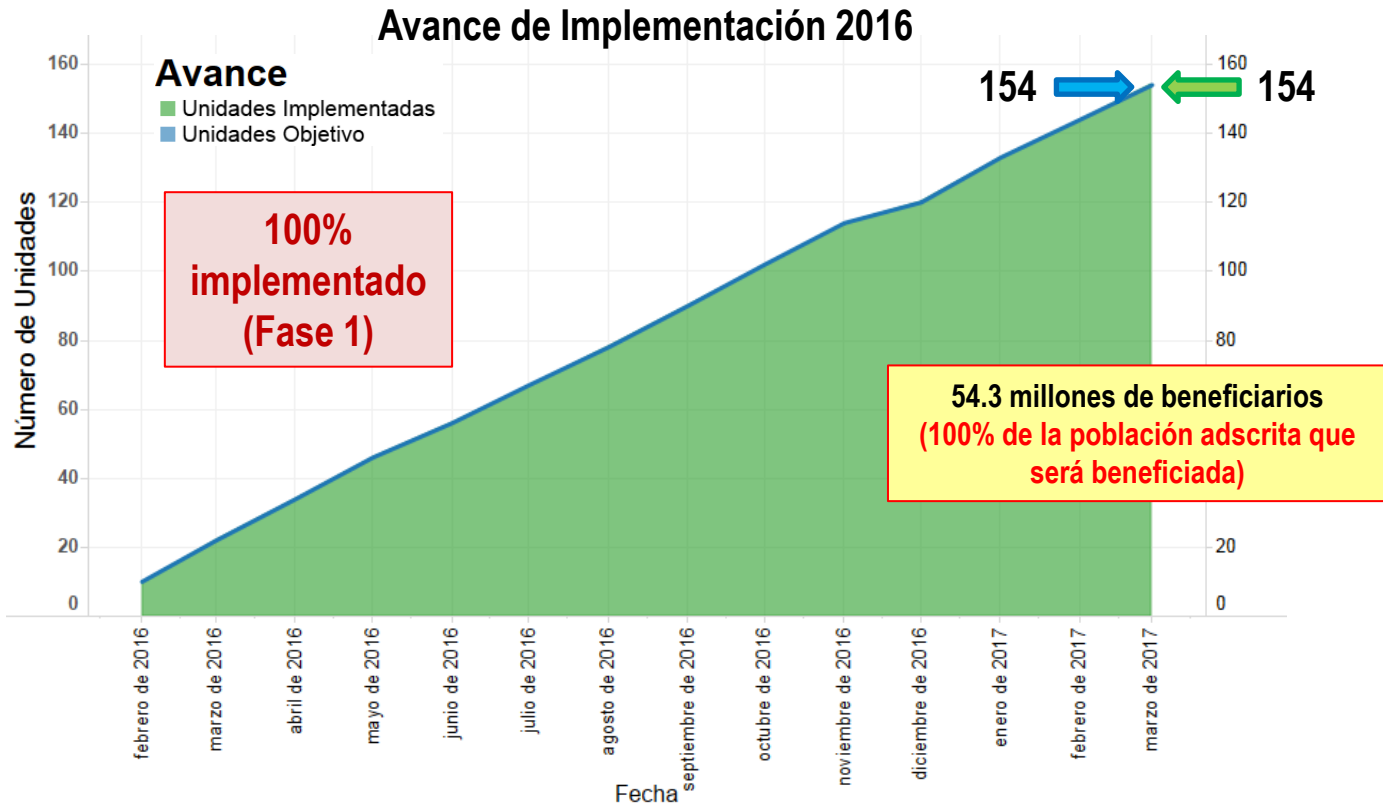 Avance de Implementación 2016
Avance
Unidades Implementadas
Unidades Objetivo
160
140
120
100
80
60
40
20
0
Número de Unidades
100%
implementado
(Fase 1)
154
154
160
140
120
100
80
20
0
54.3 millones de beneficiarios
(100% de la población adscrita que
será beneficiada)
febrero de 2016
marzo de 2016
abril de 2016
mayo de 2016
junio de 2016
julio de 2016
agosto de 2016
septiembre de 2016
octubre de 2016
noviembre de 2016
diciembre de 2016
enero de 2017
febrero de 2017
marzo de 2017
Fecha